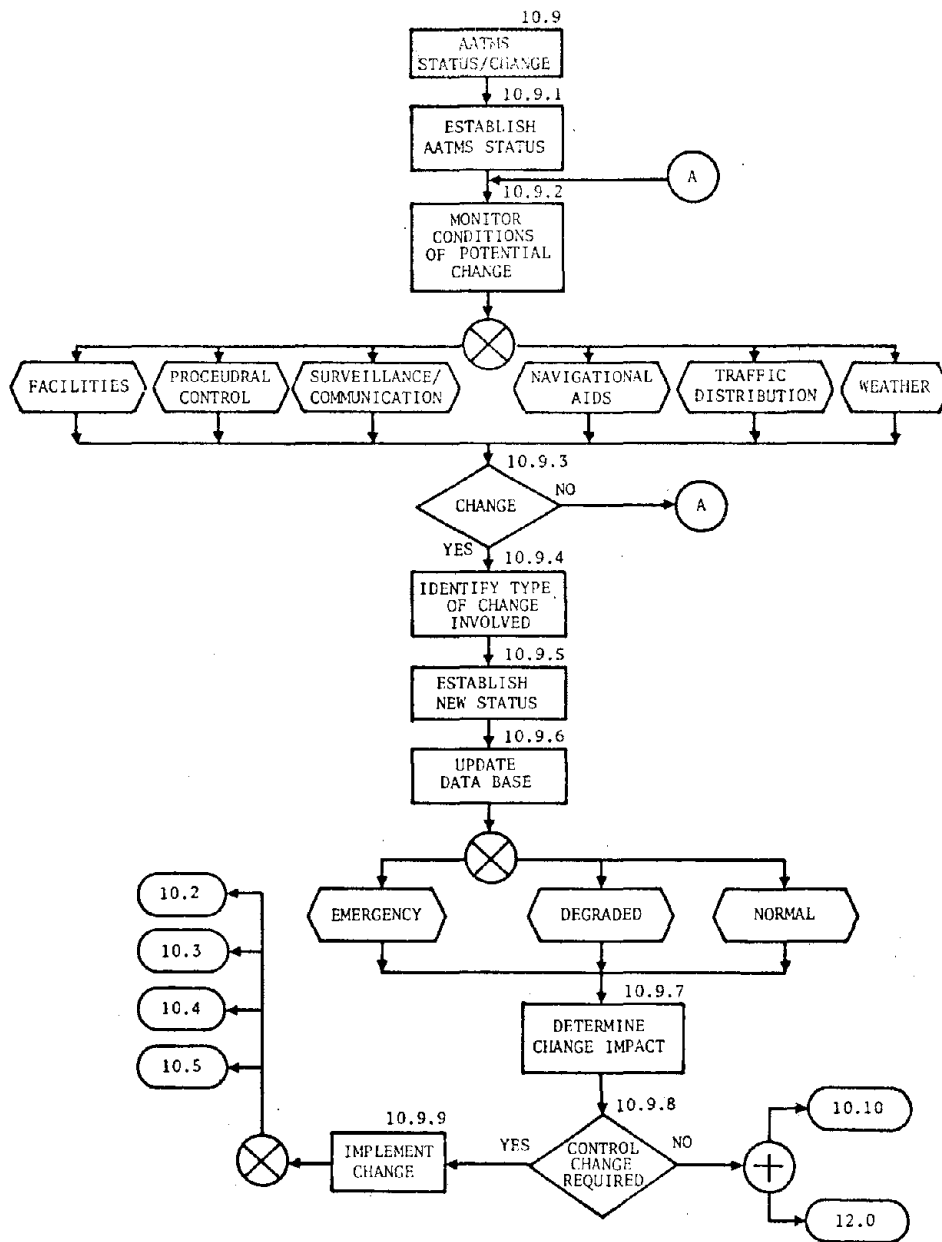 10.9
AATMS
STATUS/CHANGE
10.9.1
ESTABLISH
AATMS STATUS
A
10.9.2
MONITOR
CONDITIONS
OF POTENTIAL
CHANGE
FACILITIES
PROCEUDRAL
CONTROL
SURVEILLANCE/
COMMUNICATION
NAVIGATIONAL
AIDS
TRAFFIC
DISTRIBUTION
WEATHER
10.9.3
CHANGE
NO
A
YES
10.9.4
IDENTIFY TYPE
OF CHANGE
INVOLVED
10.9.5
ESTABLISH
NEW STATUS
10.9.6
UPDATE
DATA BASE
EMERGENCY
DEGRADED
NORMAL
10.2
10.3
10.4
10.5
10.9.7
DETERMINE
CHANGE IMPACT
10.9.8
CONTROL
CHANGE
REQUIRED
YES
NO
10.9.9
IMPLEMENT
CHANGE
10.10
12.0